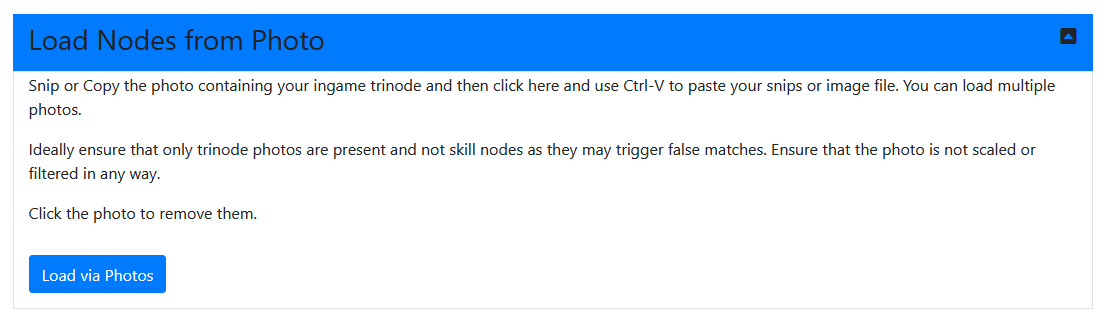 Load Nodes from Photo
Snip or Copy the photo containing your ingame trinode and then click here and use Ctrl-V to paste your snips or image file. You can load multiple
photos.
Ideally ensure that only trinode photos are present and not skill nodes as they may trigger false matches. Ensure that the photo is not scaled or
filtered in any way.
Click the photo to remove them.
Load via Photos